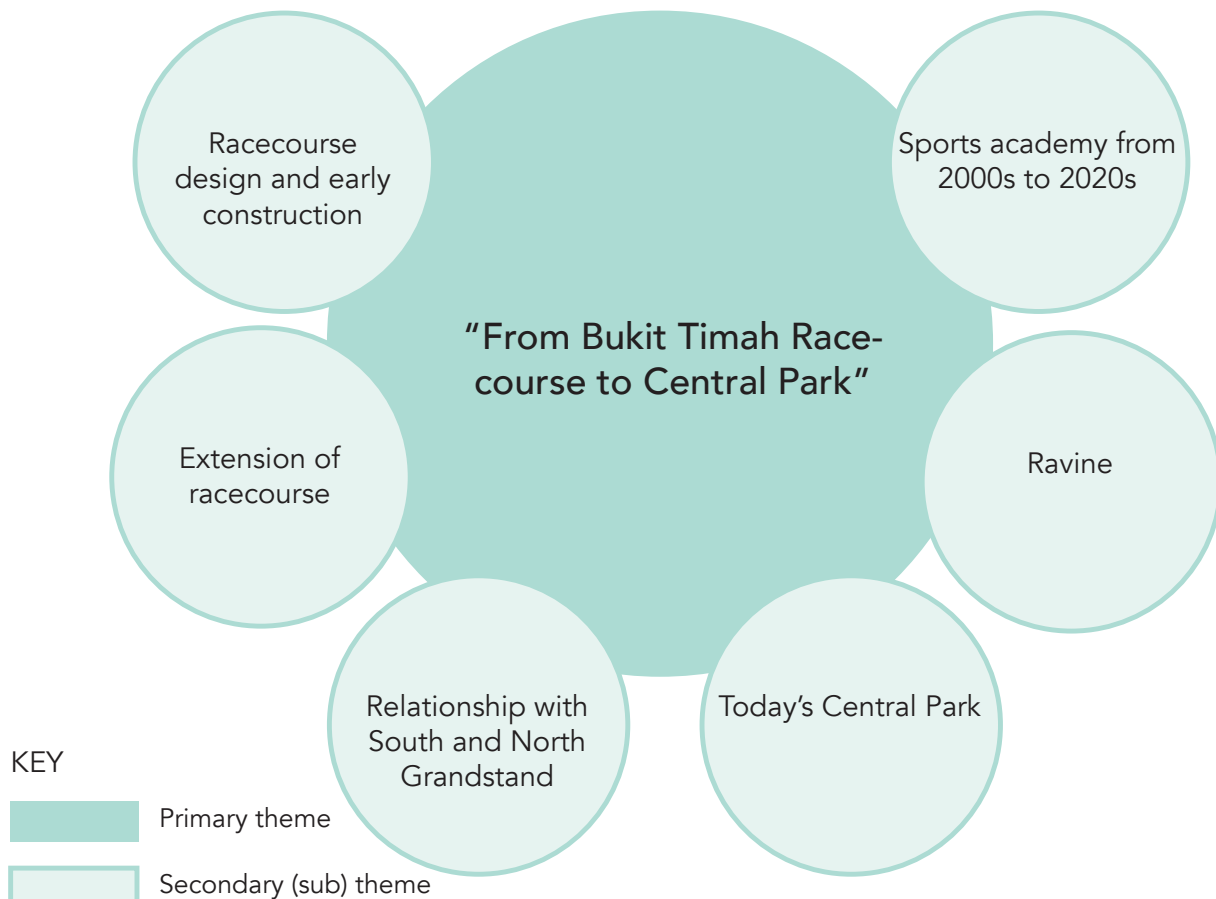 Racecourse
design and early
construction
Sports academy from
2000s to 2020s
“From Bukit Timah Race-
course to Central Park”
Extension of
racecourse
Ravine
Relationship with
South and North
Grandstand
Today’s Central Park
KEY
Primary theme
Secondary (sub) theme